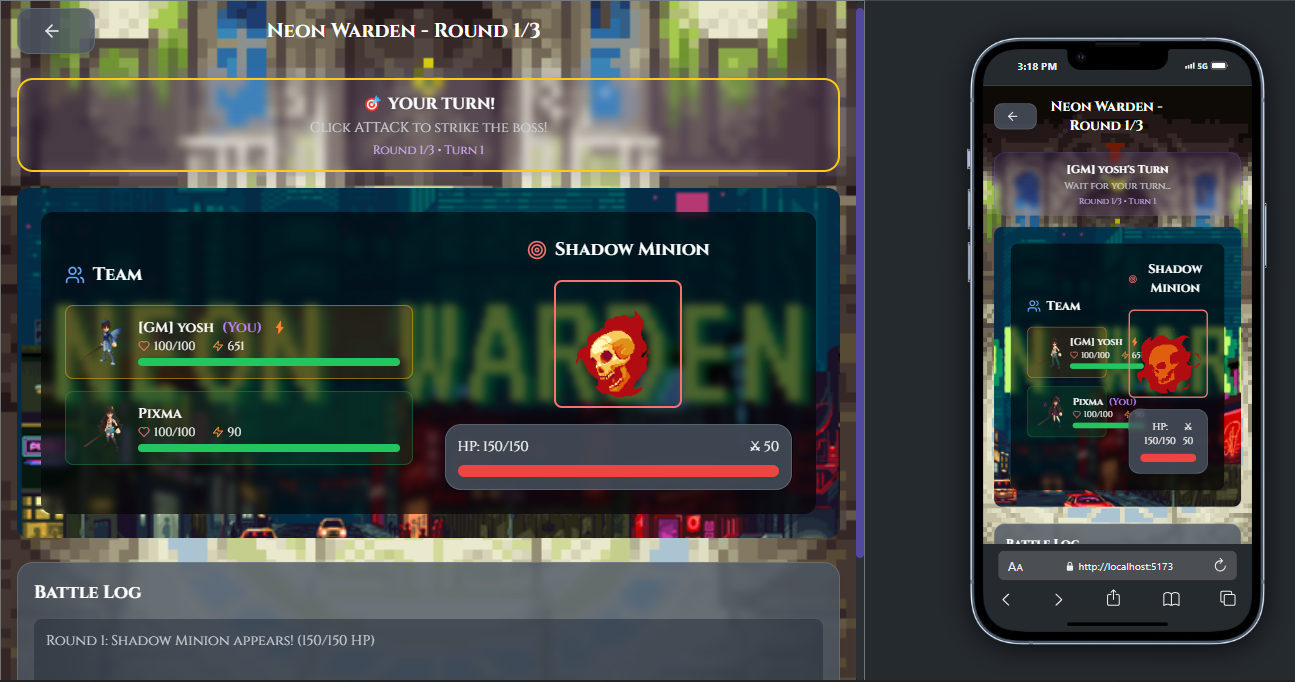 Neon Warden - Round 1/3
YOUR TURN!
Click ATTACK to strike the boss!
Round 1/3 • Turn 1
NEON WARDEN
Team
Shadow Minion
[GM] yosh (You)
100/100 651
Pixma
100/100 90
HP: 150/150 50
Battle Log
Round 1: Shadow Minion appears! (150/150 HP)
3:18 PM
5G
Neon Warden -
Round 1/3
[GM] yosh's Turn
Wait for your turn...
Round 1/3 • Turn 1
Shadow
Minion
Team
[GM] yosh
100/100 65
Pixma (You)
100/100
HP:
150/150 50
Battle Log
AA
http://localhost:5173